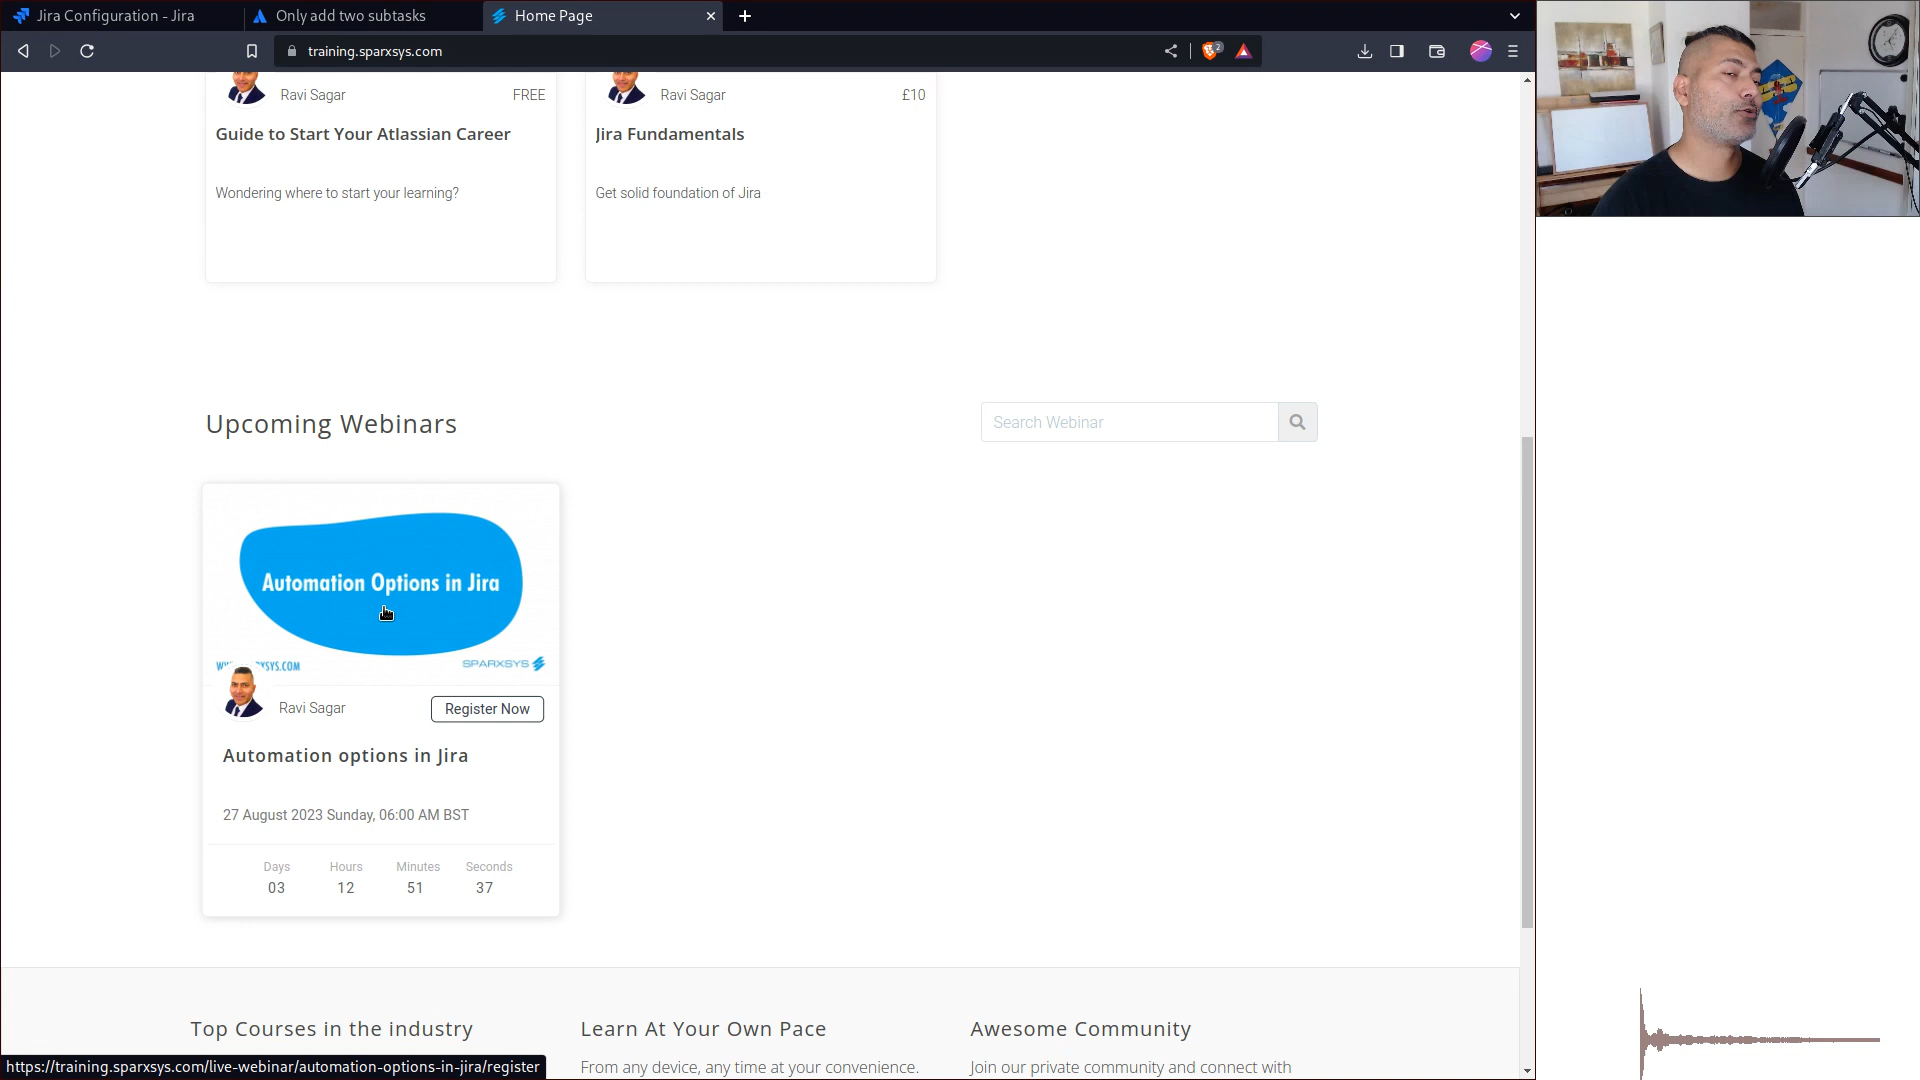 Jira Configuration - Jira
Only add two subtasks
Home Page
training.sparxsys.com
2
Ravi Sagar
FREE
Ravi Sagar
£10
Guide to Start Your Atlassian Career
Jira Fundamentals
Wondering where to start your learning?
Get solid foundation of Jira
Upcoming Webinars
Search Webinar
Automation Options in Jira
SPARXSYS
Ravi Sagar
Register Now
Automation options in Jira
27 August 2023 Sunday, 06:00 AM BST
Days
Hours
Minutes
Seconds
03
12
51
37
Top Courses in the industry
Learn At Your Own Pace
Awesome Community
https://training.sparxsys.com/live-webinar/automation-options-in-jira/register
From any device, any time at your convenience.
Join our private community and connect with